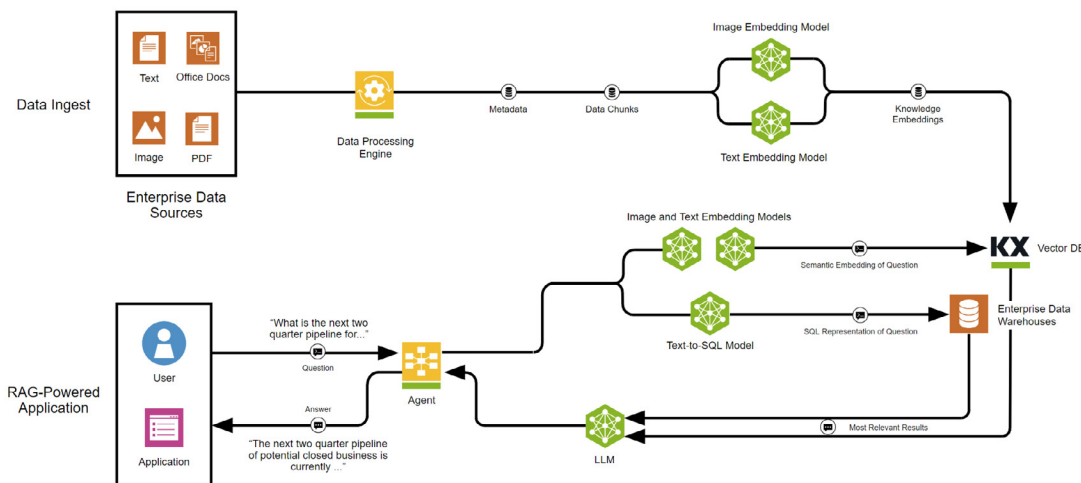 Data Ingest
Text
Office Docs
Image
PDF
Enterprise Data
Sources
Data Processing
Engine
Metadata
Data Chunks
Image Embedding Model
Text Embedding Model
Knowledge
Embeddings
RAG-Powered
Application
User
Application
“What is the next two
quarter pipeline for...”
Question
Answer
“The next two quarter pipeline
of potential closed business is
currently ...”
Agent
Image and Text Embedding Models
Text-to-SQL Model
Semantic Embedding of Question
SQL Representation of Question
KX
Vector DB
Enterprise Data
Warehouses
Most Relevant Results
LLM